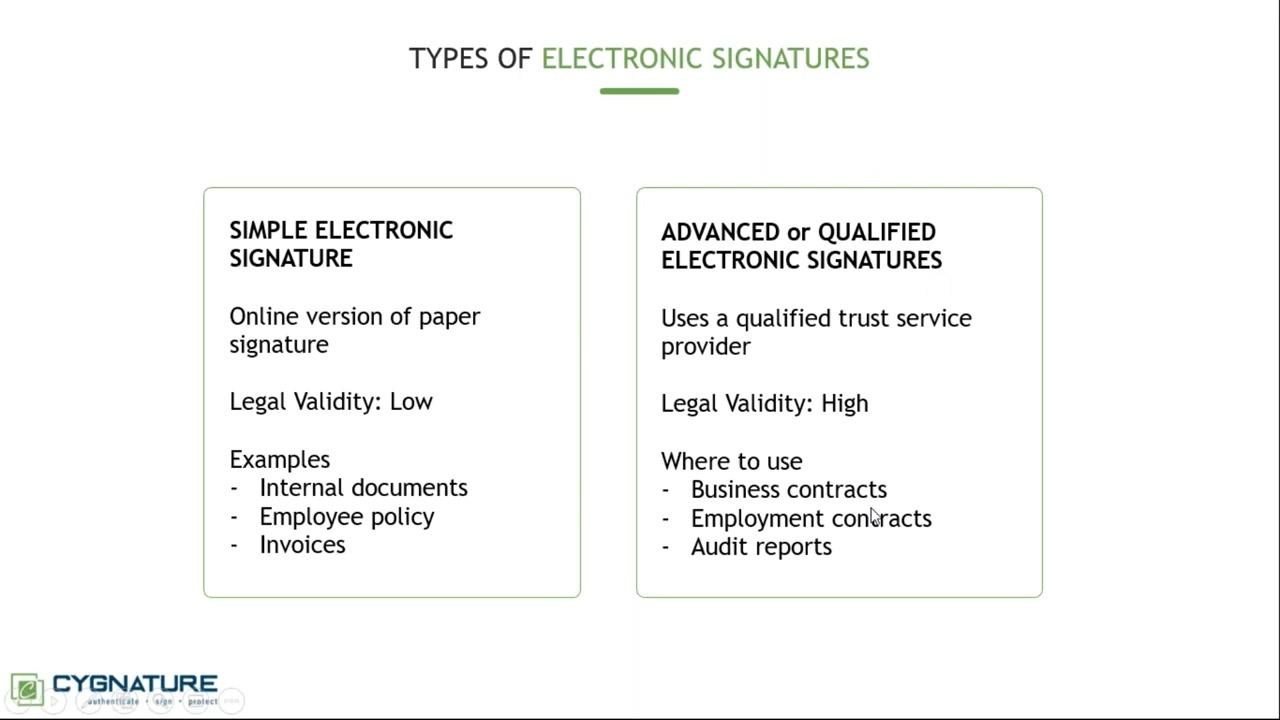 TYPES OF ELECTRONIC SIGNATURES
SIMPLE ELECTRONIC
SIGNATURE
Online version of paper
signature
Legal Validity: Low
Examples
- Internal documents
- Employee policy
- Invoices
ADVANCED or QUALIFIED
ELECTRONIC SIGNATURES
Uses a qualified trust service
provider
Legal Validity: High
Where to use
- Business contracts
- Employment contracts
- Audit reports
CYGNATURE
authenticate • sign • protect